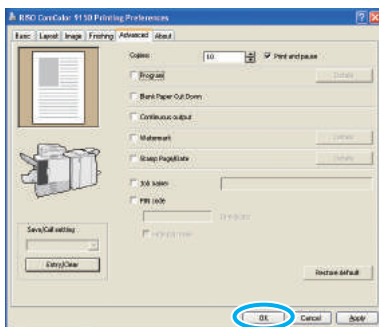 RISO ComColor 9150 Printing Preferences
Basic Layout Image Finishing Advanced About
Copies: 10 Print and pause
Program Details
Blank Paper Cut Down
Continuous output
Watermark Details
Stamp Page/Date Details
Job name
PIN code
Save/Call setting
Entry/Clear
Restore default
OK Cancel Apply